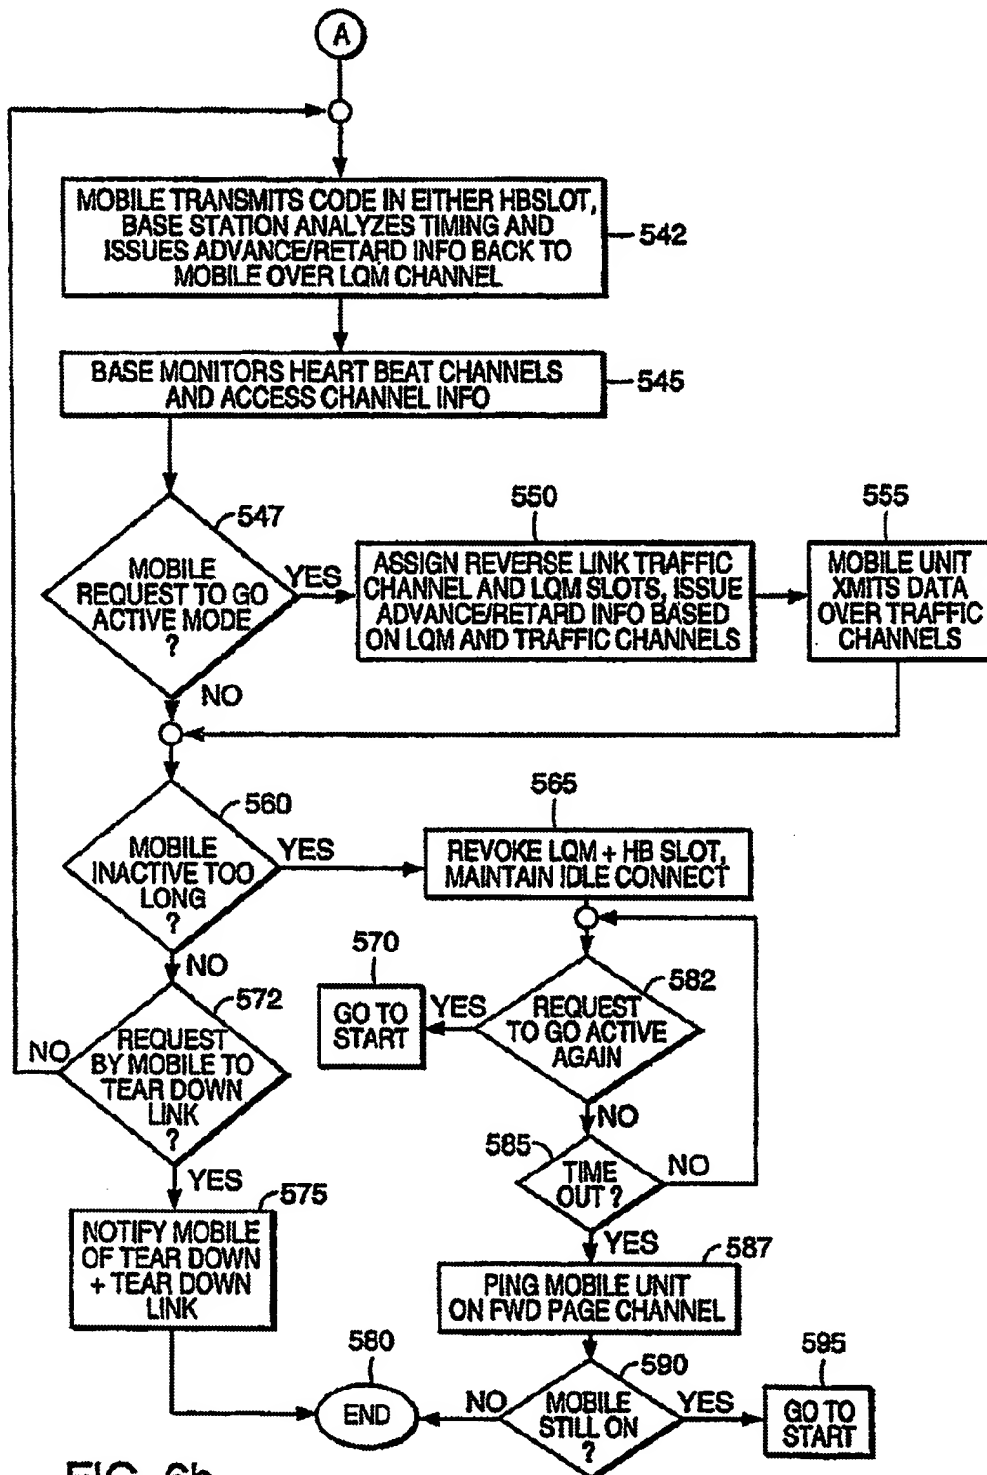 A
MOBILE TRANSMITS CODE IN EITHER HBSLOT,
BASE STATION ANALYZES TIMING AND
ISSUES ADVANCE/RETARD INFO BACK TO
MOBILE OVER LQM CHANNEL
542
BASE MONITORS HEART BEAT CHANNELS
AND ACCESS CHANNEL INFO
545
547
MOBILE
REQUEST TO GO
ACTIVE MODE
?
YES
NO
550
ASSIGN REVERSE LINK TRAFFIC
CHANNEL AND LQM SLOTS, ISSUE
ADVANCE/RETARD INFO BASED
ON LQM AND TRAFFIC CHANNELS
555
MOBILE UNIT
XMITS DATA
OVER TRAFFIC
CHANNELS
560
MOBILE
INACTIVE TOO
LONG
?
YES
NO
565
REVOKE LQM + HB SLOT,
MAINTAIN IDLE CONNECT
570
GO TO
START
YES
582
REQUEST
TO GO ACTIVE
AGAIN
NO
572
REQUEST
BY MOBILE TO
TEAR DOWN
LINK
?
NO
YES
585
TIME
OUT ?
NO
YES
575
NOTIFY MOBILE
OF TEAR DOWN
+ TEAR DOWN
LINK
587
PING MOBILE UNIT
ON FWD PAGE CHANNEL
580
END
NO
590
MOBILE
STILL ON
?
YES
595
GO TO
START
FIG. 6b